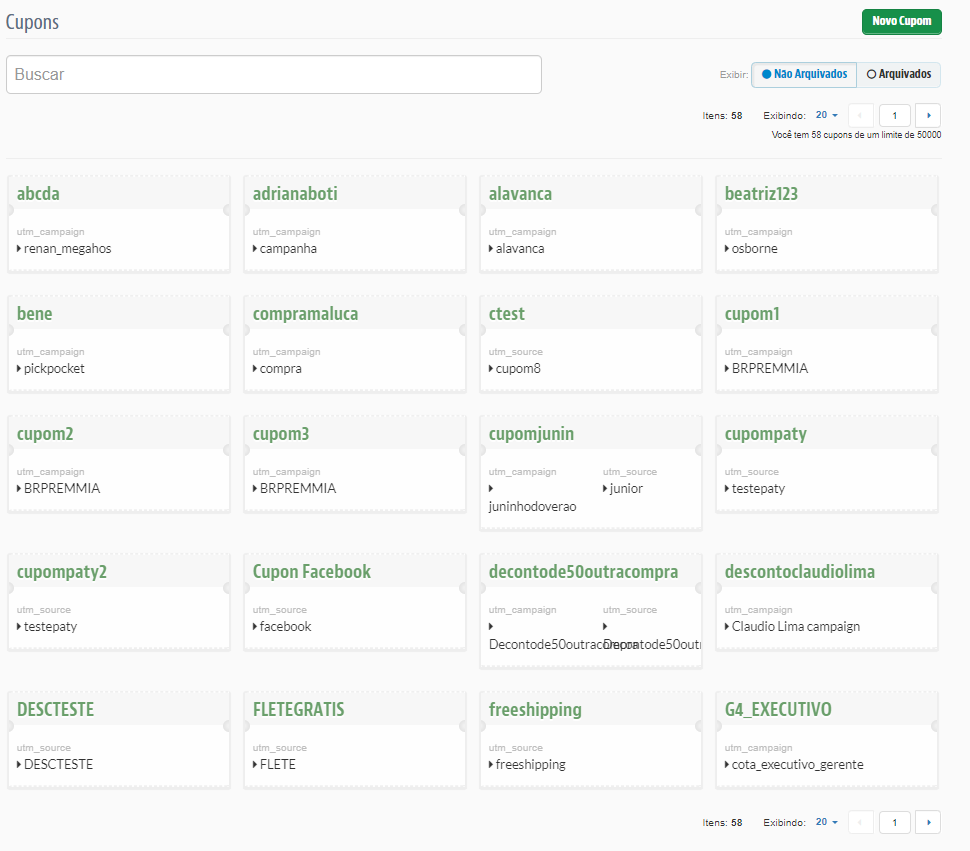 Cupons
Novo Cupom
Buscar
Exibir: Não Arquivados Arquivados
Itens: 58 Exibindo: 20 1
Você tem 58 cupons de um limite de 50000
abcda
utm_campaign
renan_megahos
adrianaboti
utm_campaign
campanha
alavanca
utm_campaign
alavanca
beatriz123
utm_campaign
osborne
bene
utm_campaign
pickpocket
compramaluca
utm_campaign
compra
ctest
utm_source
cupom8
cupom1
utm_campaign
BRPREMMIA
cupom2
utm_campaign
BRPREMMIA
cupom3
utm_campaign
BRPREMMIA
cupomjunin
utm_campaign utm_source
junior
juninhodoverao
cupompaty
utm_source
testepaty
cupompaty2
utm_source
testepaty
Cupon Facebook
utm_source
facebook
decontode50outracompra
utm_campaign utm_source
Decontode50outracompra Decontode50outr
descontoclaudiolima
utm_campaign
Claudio Lima campaign
DESCTESTE
utm_source
DESCTESTE
FLETEGRATIS
utm_source
FLETE
freeshipping
utm_source
freeshipping
G4_EXECUTIVO
utm_campaign
cota_executivo_gerente
Itens: 58 Exibindo: 20 1